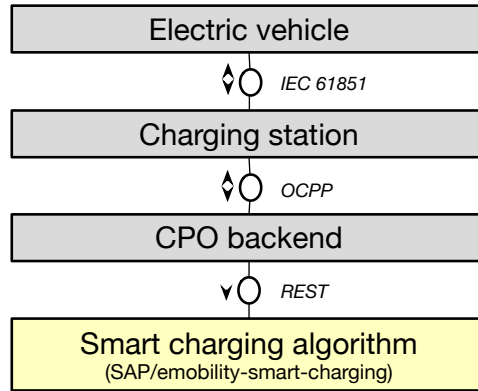 Electric vehicle
IEC 61851
Charging station
OCPP
CPO backend
REST
Smart charging algorithm
(SAP/emobility-smart-charging)